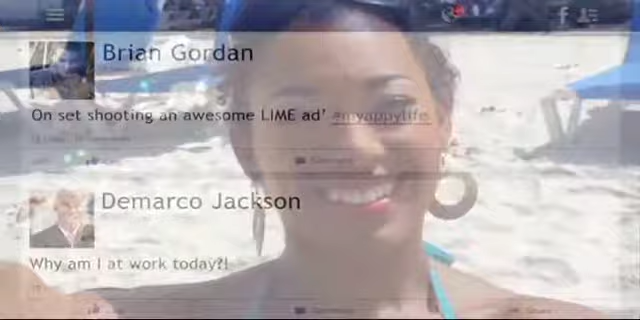 Brian Gordan
On set shooting an awesome LIME ad' #myappylife
Demarco Jackson
Why am I at work today?!